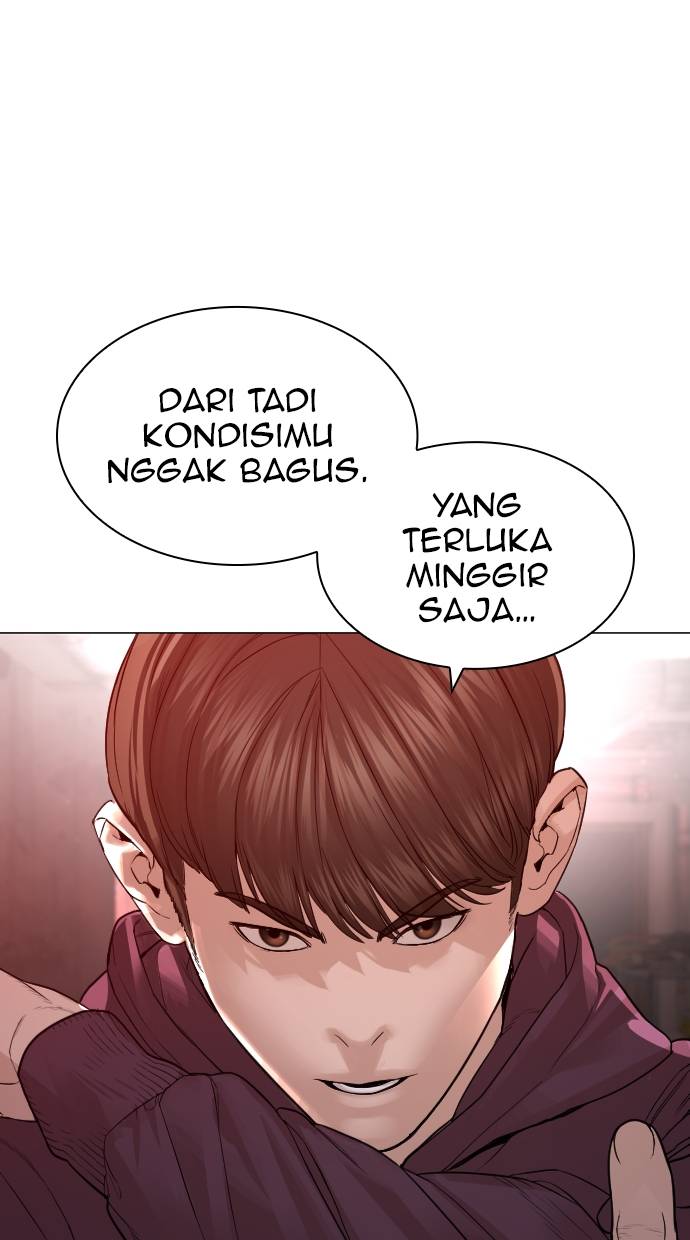 DARI TADI
KONDISIMU
NGGAK BAGUS.
YANG
TERLUKA
MINGGIR
SAJA...